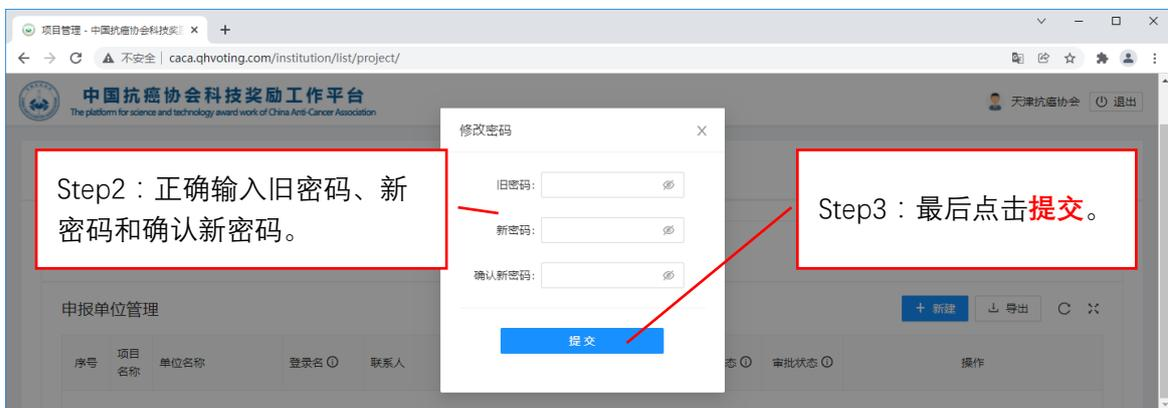 项目管理 - 中国抗癌协会科技奖
不安全 | caca.qhvoting.com/institution/list/project/
中国抗癌协会科技奖励工作平台
The platform for science and technology award work of China Anti-Cancer Association
天津抗癌协会
退出
修改密码
Step2：正确输入旧密码、新
密码和确认新密码。
旧密码:
新密码:
确认新密码:
提 交
Step3：最后点击提交。
申报单位管理
+ 新建
导出
序号
项目
名称
单位名称
登录名
联系人
态
审批状态
操作